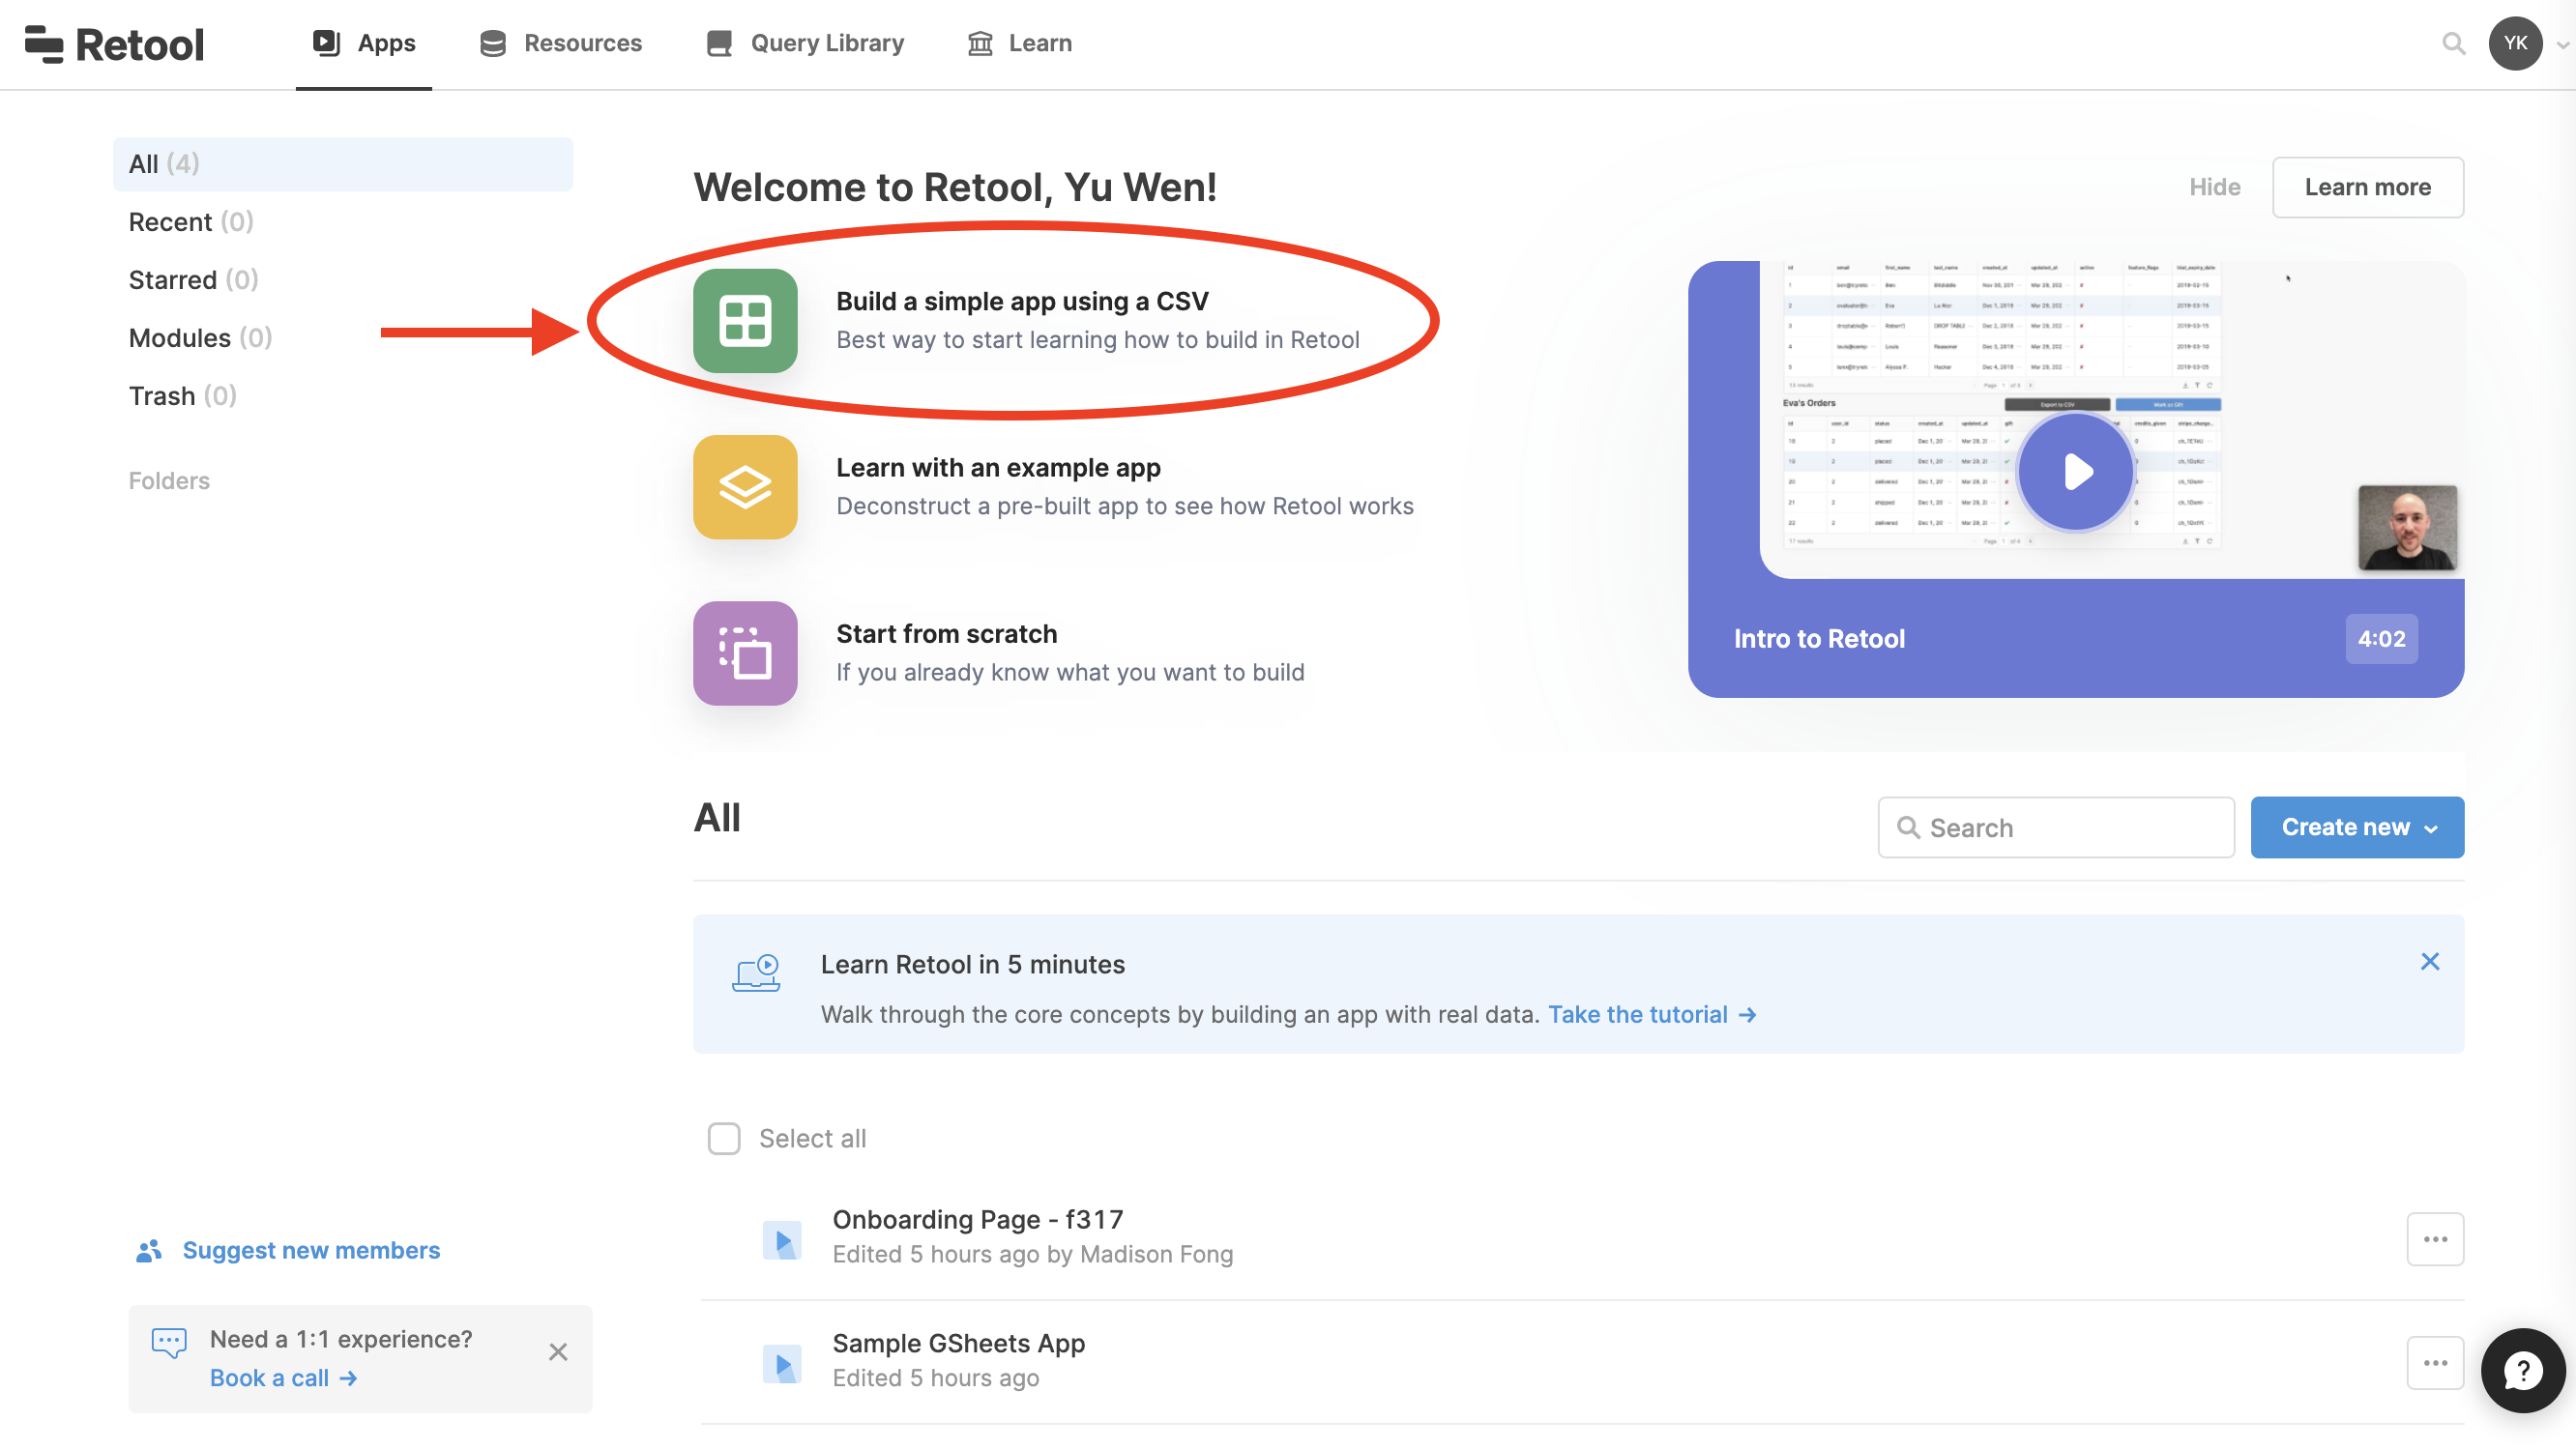 Retool
Apps
Resources
Query Library
Learn
YK
All (4)
Recent (0)
Starred (0)
Modules (0)
Trash (0)
Folders
Welcome to Retool, Yu Wen!
Hide
Learn more
Build a simple app using a CSV
Best way to start learning how to build in Retool
Learn with an example app
Deconstruct a pre-built app to see how Retool works
Start from scratch
If you already know what you want to build
Eva's Orders
Export to CSV
Intro to Retool
4:02
All
Search
Create new
Learn Retool in 5 minutes
Walk through the core concepts by building an app with real data. Take the tutorial →
Select all
Onboarding Page - f317
Edited 5 hours ago by Madison Fong
Sample GSheets App
Edited 5 hours ago
Suggest new members
Need a 1:1 experience?
Book a call →